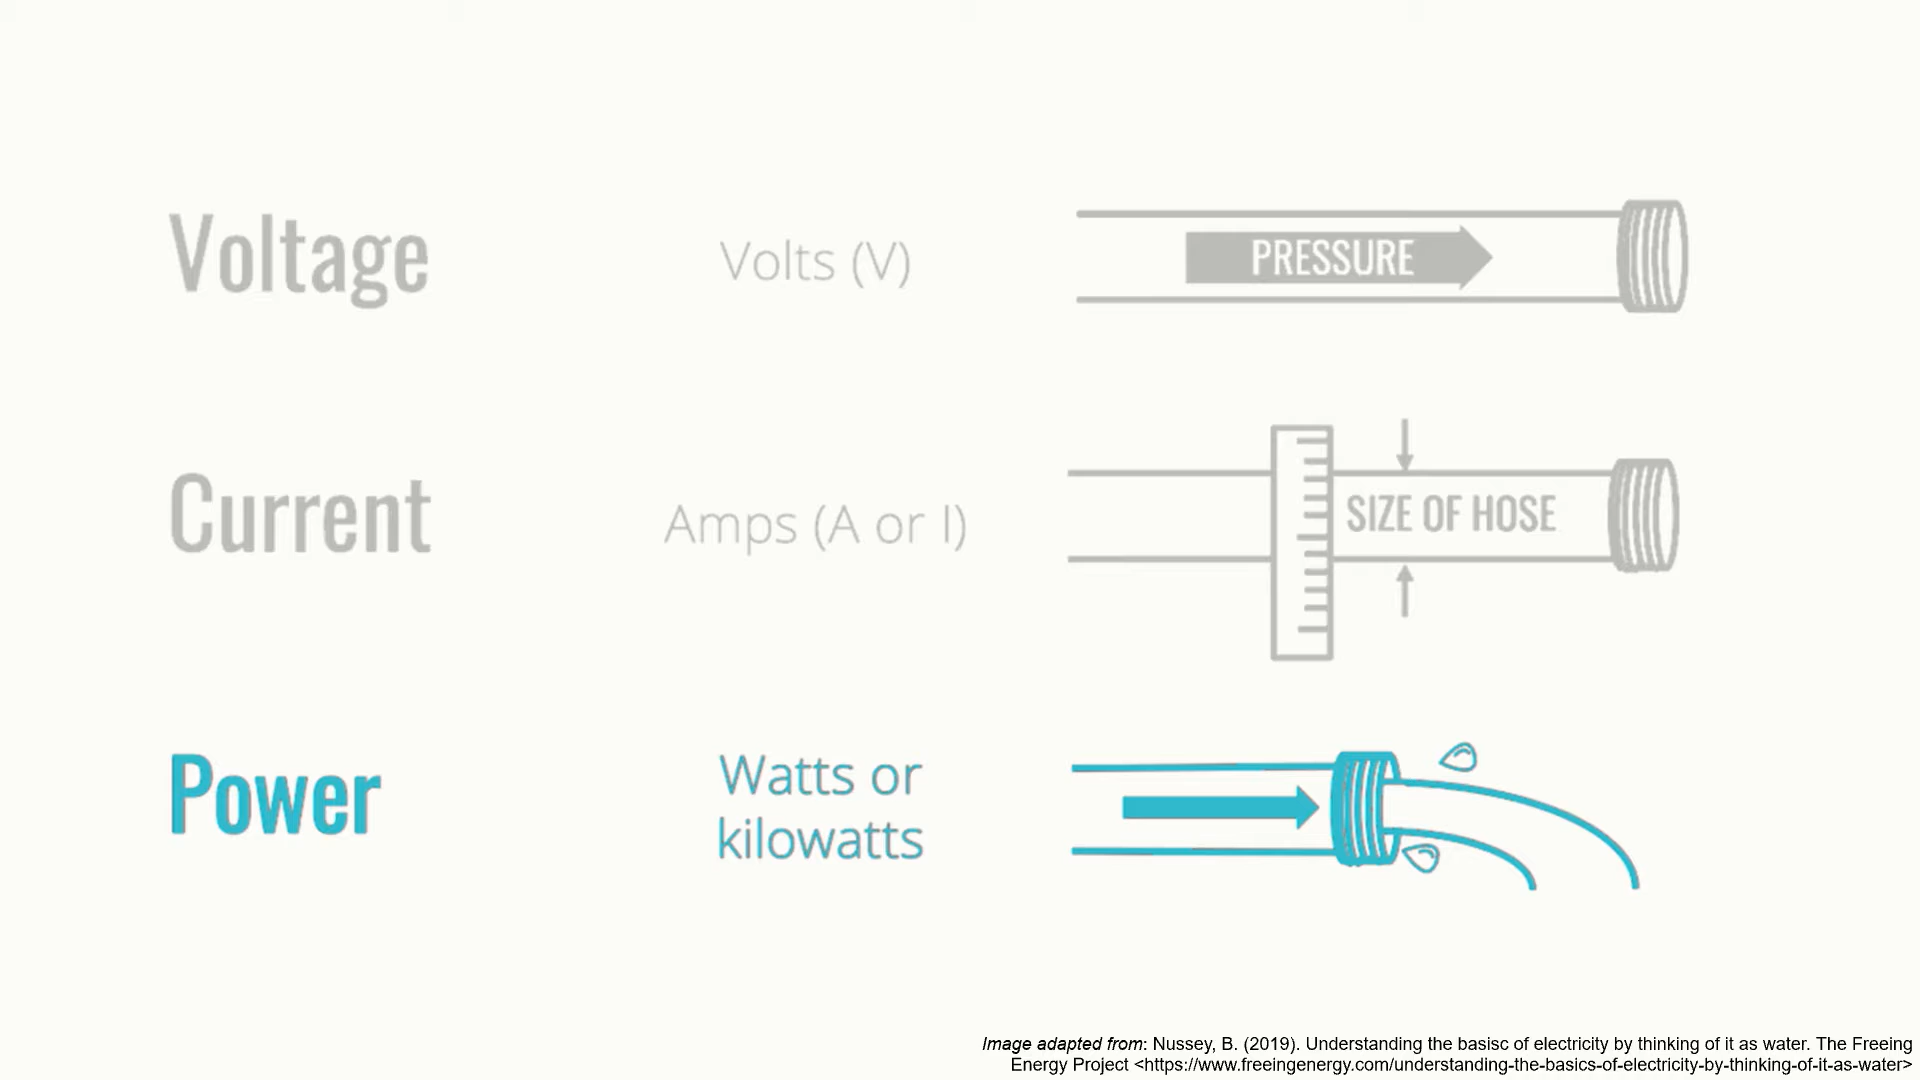 Voltage
Volts (V)
PRESSURE
Current
Amps (A or I)
SIZE OF HOSE
Power
Watts or
kilowatts
Image adapted from: Nussey, B. (2019). Understanding the basisc of electricity by thinking of it as water. The Freeing
Energy Project <https://www.freeingenergy.com/understanding-the-basics-of-electricity-by-thinking-of-it-as-water>